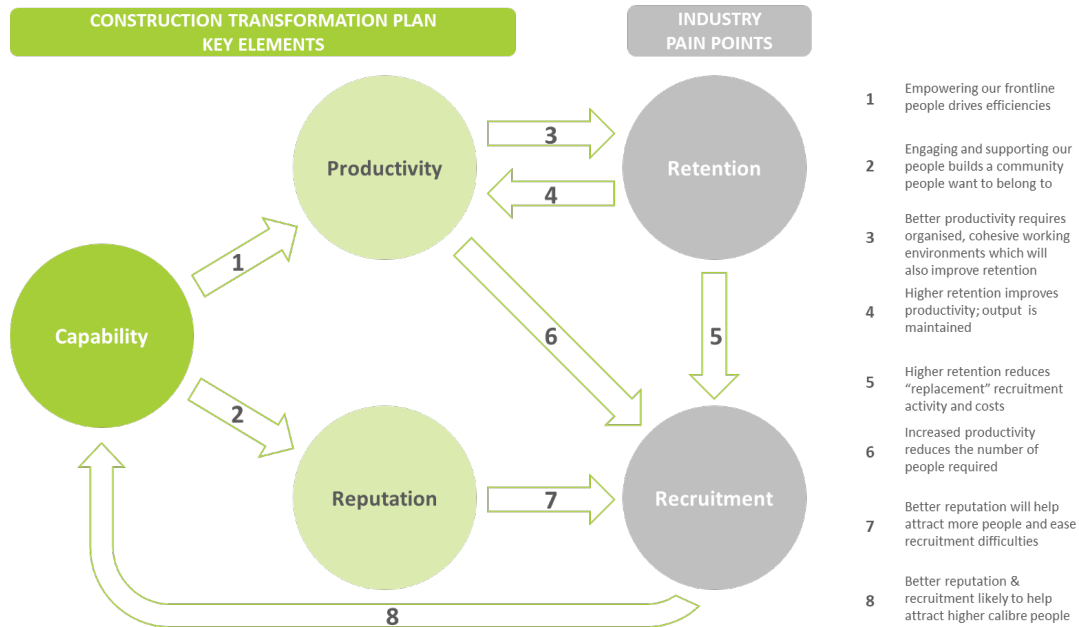 CONSTRUCTION TRANSFORMATION PLAN
KEY ELEMENTS
INDUSTRY
PAIN POINTS
Productivity
3
4
Retention
1
Capability
6
5
2
Reputation
7
Recruitment
8
1
Empowering our frontline
people drives efficiencies
2
Engaging and supporting our
people builds a community
people want to belong to
3
Better productivity requires
organised, cohesive working
environments which will
also improve retention
4
Higher retention improves
productivity; output is
maintained
5
Higher retention reduces
“replacement” recruitment
activity and costs
6
Increased productivity
reduces the number of
people required
7
Better reputation will help
attract more people and ease
recruitment difficulties
8
Better reputation &
recruitment likely to help
attract higher calibre people